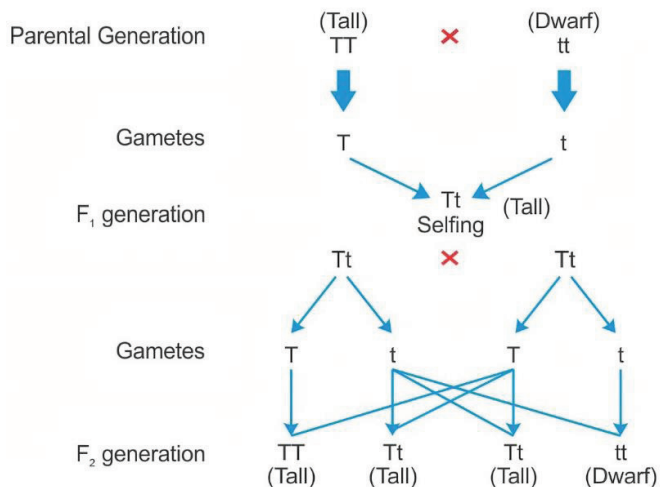 (Tall) (Dwarf)
Parental Generation TT × tt
Gametes T t
Tt
F₁ generation (Tall)
Selfing
Tt × Tt
Gametes T t T t
F₂ generation TT Tt Tt tt
(Tall) (Tall) (Tall) (Dwarf)